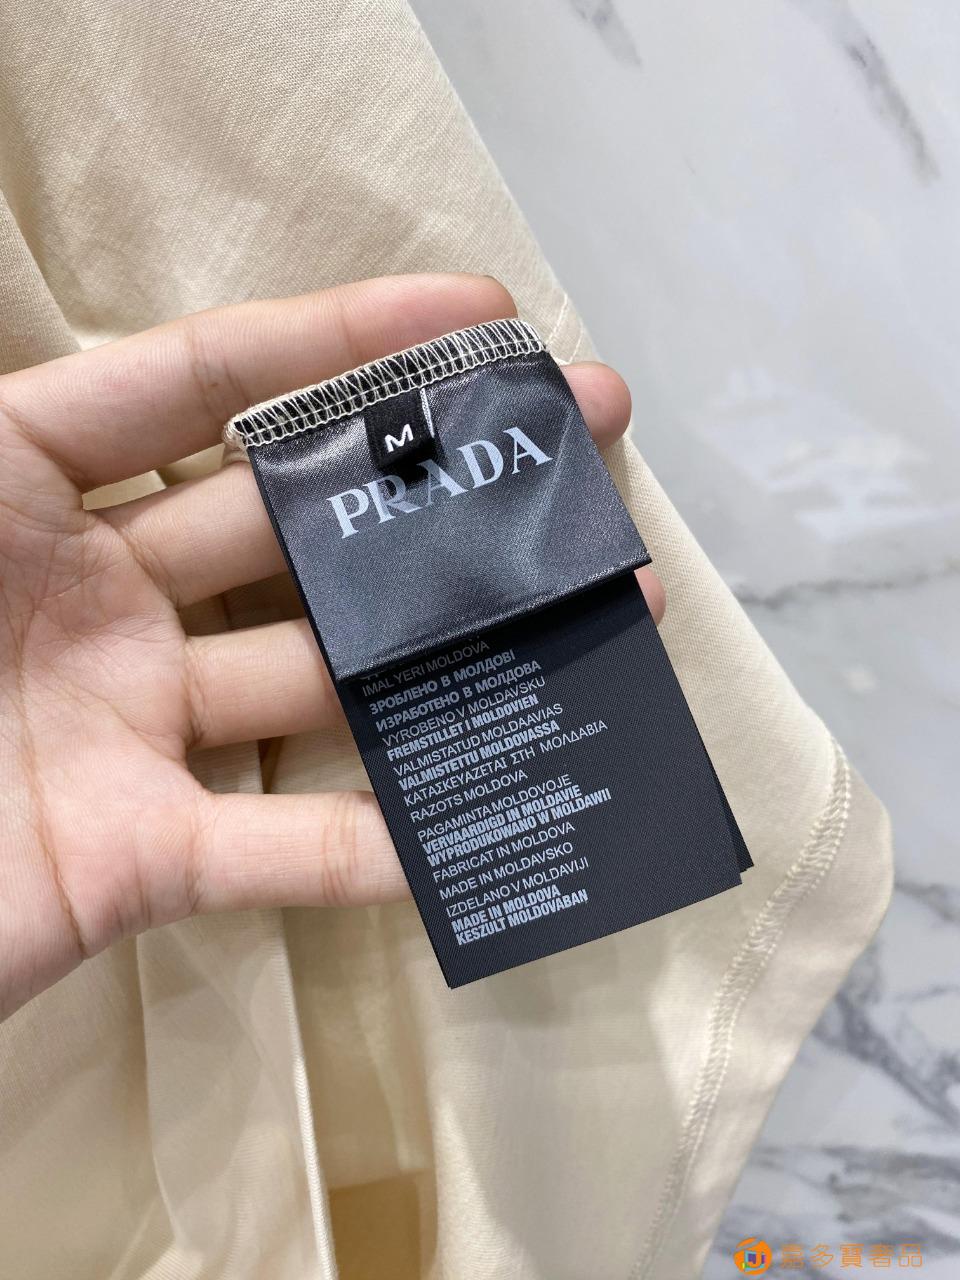 M
PRADA
IMAL YERI MOLDOVA
ЗРОБЛЕНО В МОЛДОВІ
ИЗРАБОТЕНО В МОЛДОВА
VYROBENO V MOLDAVSKU
FREMSTILLET I MOLDOVIEN
VALMISTATUD MOLDAAVIAS
VALMISTETTU MOLDOVASSA
ΚΑΤΑΣΚΕΥΑΖΕΤΑΙ ΣΤΗ ΜΟΛΔΑΒΙΑ
RAZOTS MOLDOVA
PAGAMINTA MOLDOVOJE
VERVAARDIGD IN MOLDAVIE
WYPRODUKOWANO W MOLDAWII
FABRICAT IN MOLDOVA
MADE IN MOLDAVSKO
IZDELANO V MOLDAVIJI
MADE IN MOLDOVA
KESZULT MOLDOVÁBAN
嘉多寶奢品